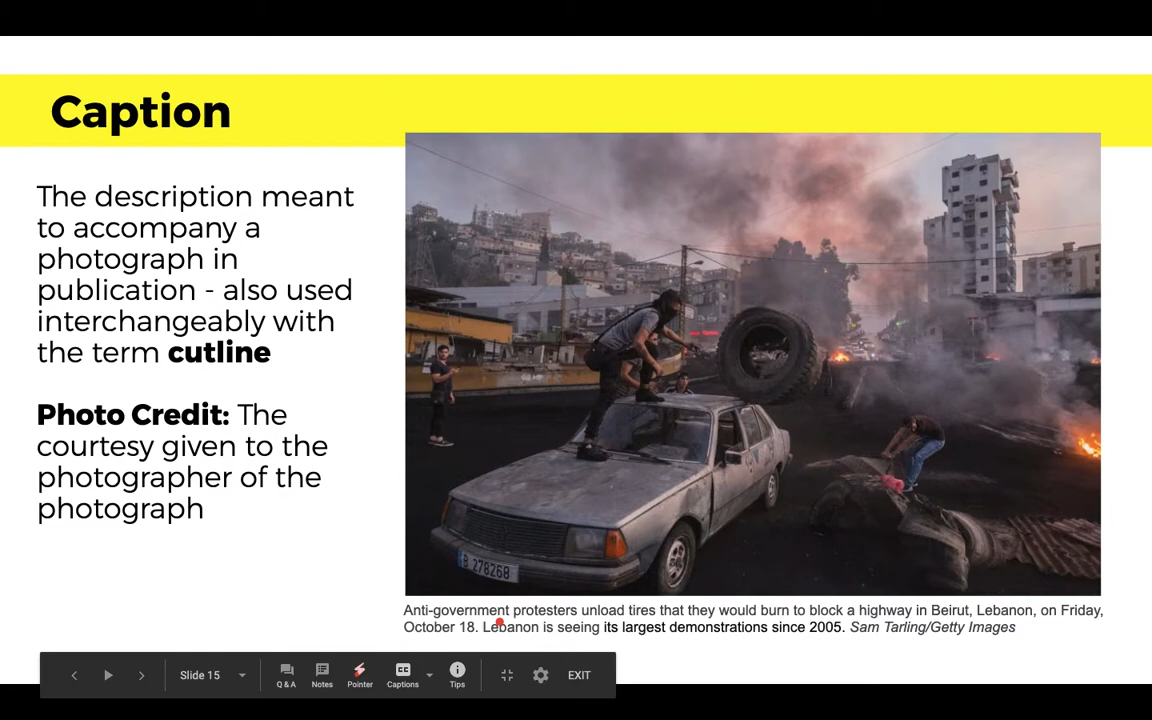 Caption
The description meant
to accompany a
photograph in
publication - also used
interchangeably with
the term cutline
Photo Credit: The
courtesy given to the
photographer of the
photograph
B 278268
Anti-government protesters unload tires that they would burn to block a highway in Beirut, Lebanon, on Friday,
October 18. Lebanon is seeing its largest demonstrations since 2005. Sam Tarling/Getty Images
Slide 15
Q & A
Notes
Pointer
CC
Captions
Tips
EXIT